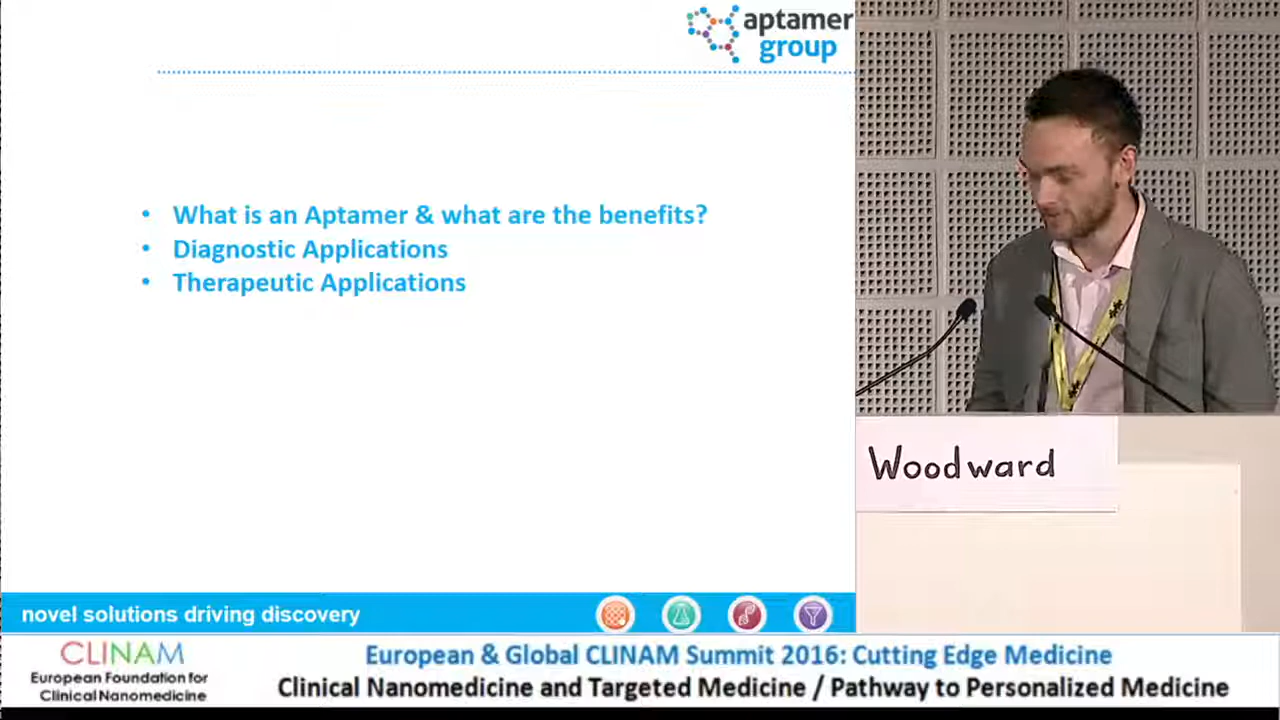 aptamer
group
• What is an Aptamer & what are the benefits?
• Diagnostic Applications
• Therapeutic Applications
Woodward
novel solutions driving discovery
CLINAM
European Foundation for
Clinical Nanomedicine
European & Global CLINAM Summit 2016: Cutting Edge Medicine
Clinical Nanomedicine and Targeted Medicine / Pathway to Personalized Medicine